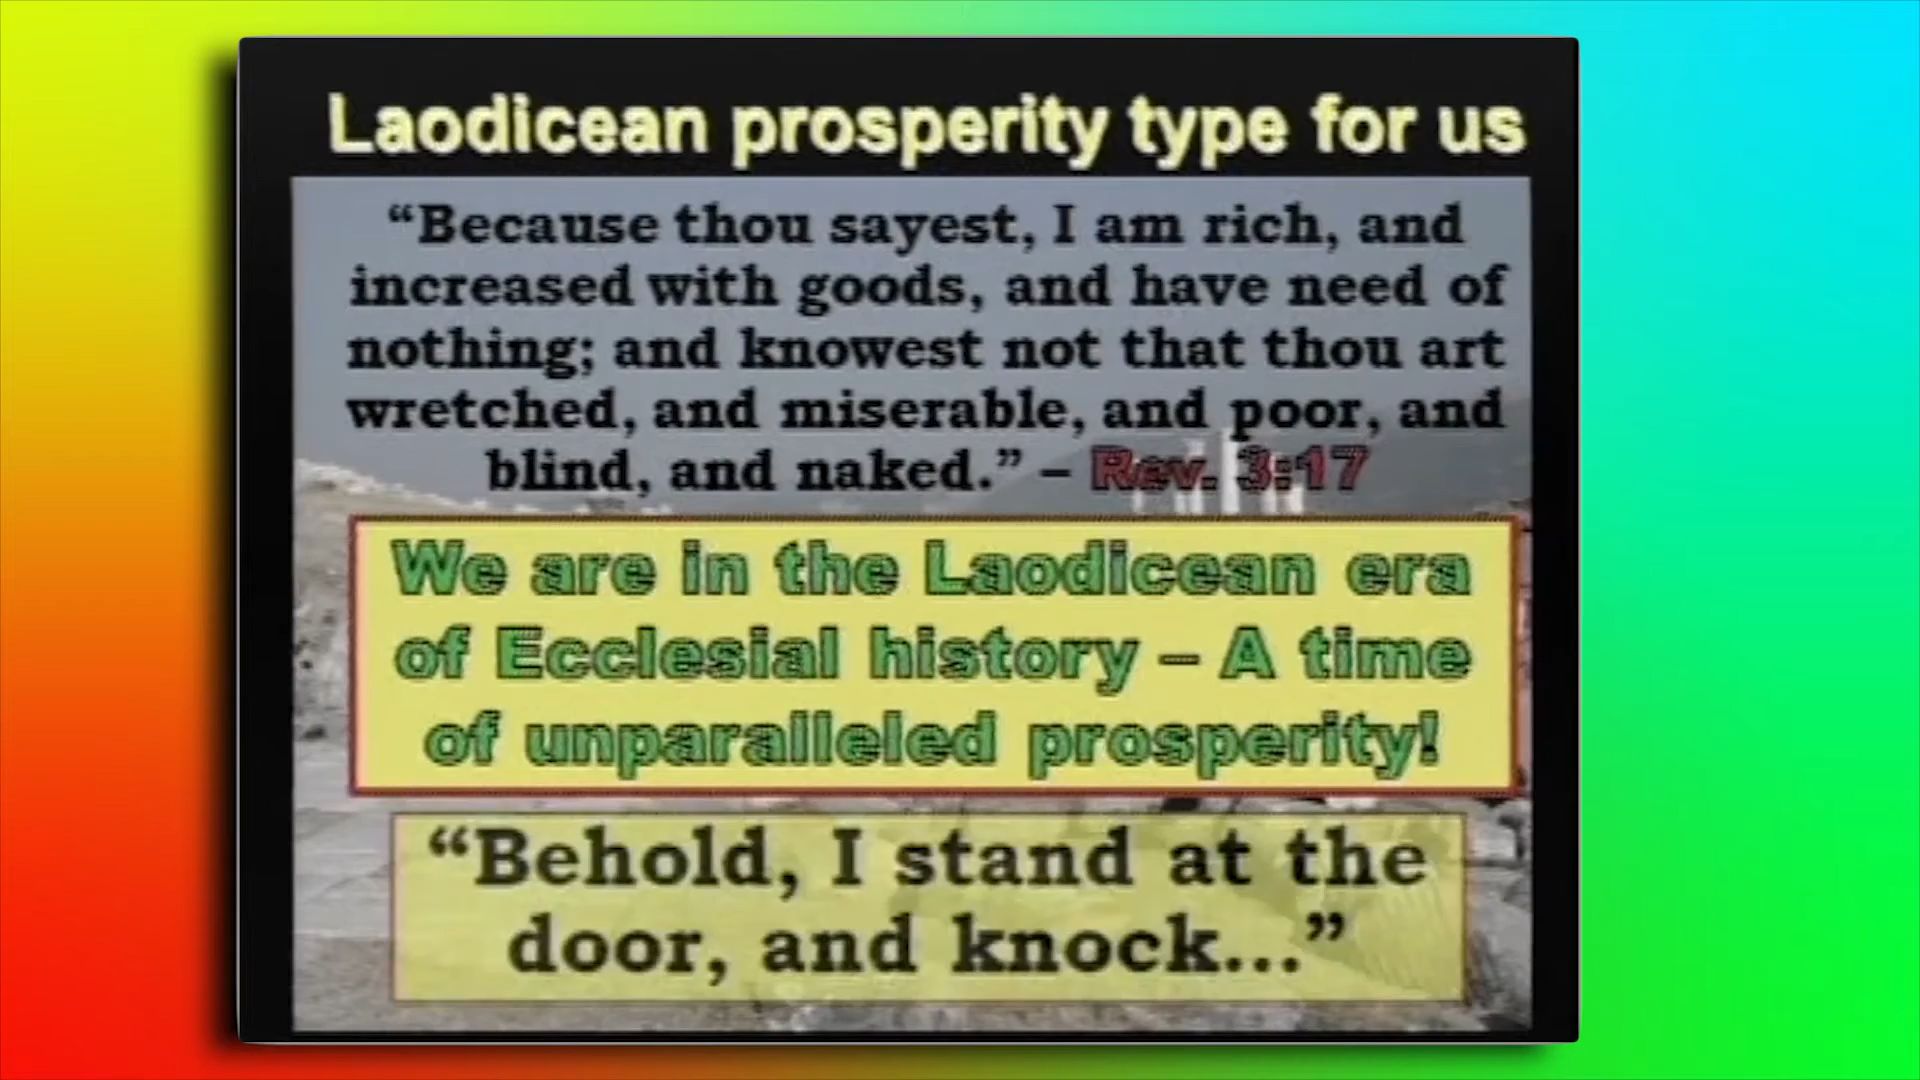 Laodicean prosperity type for us
“Because thou sayest, I am rich, and
increased with goods, and have need of
nothing; and knowest not that thou art
wretched, and miserable, and poor, and
blind, and naked.” – Rev. 3:17
We are in the Laodicean era
of Ecclesial history – A time
of unparalleled prosperity!
“Behold, I stand at the
door, and knock...”